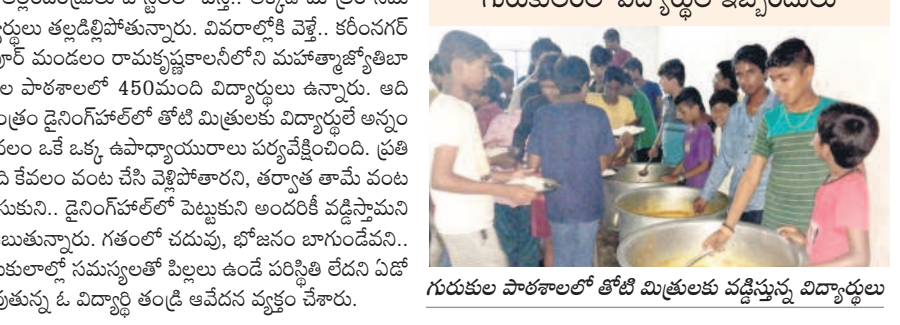 ర్థులు తల్లడిల్లిపోతున్నారు. వివరాల్లోకి వెళ్తే.. కరీంనగర్
పూర్ మండలం రామకృష్ణకాలనీలోని మహాత్మాజ్యోతిబా
ల పాఠశాలలో 450మంది విద్యార్థులు ఉన్నారు. ఆది
ంత్రం డైనింగ్‌హాల్‌లో తోటి మిత్రులకు విద్యార్థులే అన్నం
వలం ఒకే ఒక్క ఉపాధ్యాయురాలు పర్యవేక్షించింది. ప్రతి
ది కేవలం వంట చేసి వెళ్లిపోతారని, తర్వాత తామే వంట
సుకుని.. డైనింగ్‌హాల్‌లో పెట్టుకుని అందరికీ వడ్డిస్తామని
బుతున్నారు. గతంలో చదువు, భోజనం బాగుండేవని..
కులాల్లో సమస్యలతో పిల్లలు ఉండే పరిస్థితి లేదని ఏడో
వుతున్న ఓ విద్యార్థి తండ్రి ఆవేదన వ్యక్తం చేశారు.
గురుకులంలో విద్యార్థుల ఇబ్బందులు
గురుకుల పాఠశాలలో తోటి మిత్రులకు వడ్డిస్తున్న విద్యార్థులు